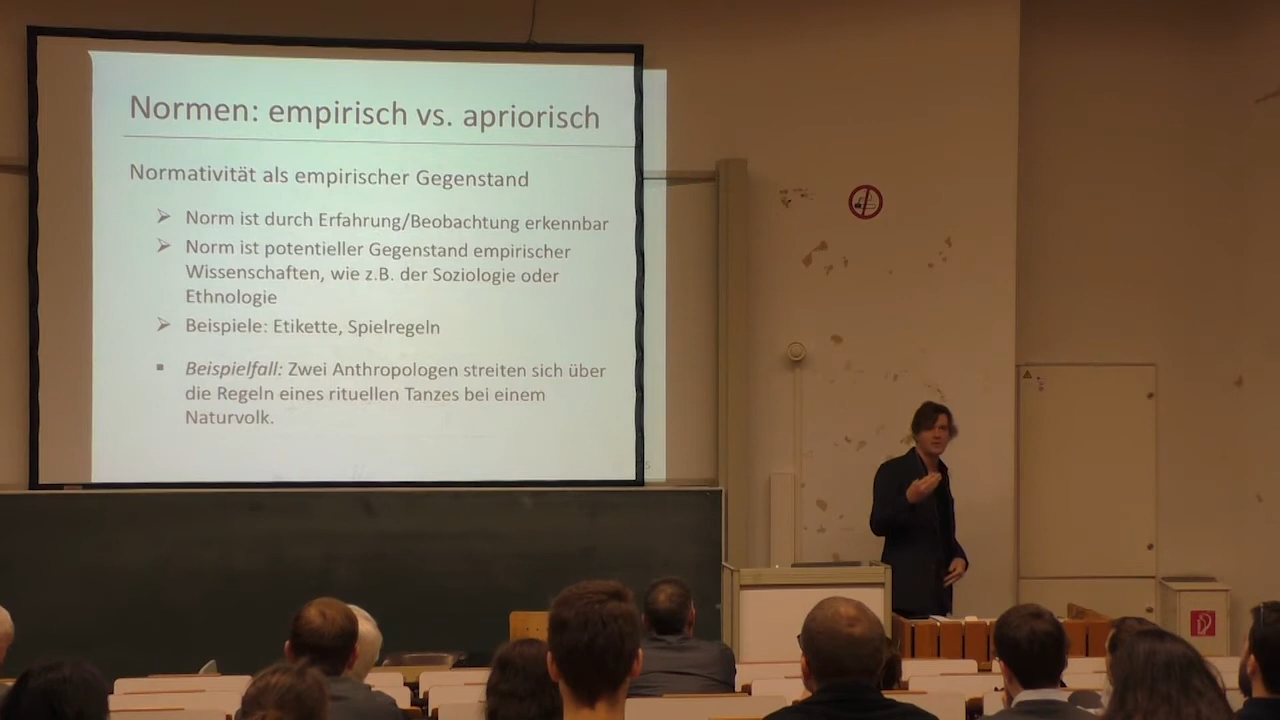 Normen: empirisch vs. apriorisch
Normativität als empirischer Gegenstand
➢ Norm ist durch Erfahrung/Beobachtung erkennbar
➢ Norm ist potentieller Gegenstand empirischer
Wissenschaften, wie z.B. der Soziologie oder
Ethnologie
➢ Beispiele: Etikette, Spielregeln
▪ Beispielfall: Zwei Anthropologen streiten sich über
die Regeln eines rituellen Tanzes bei einem
Naturvolk.